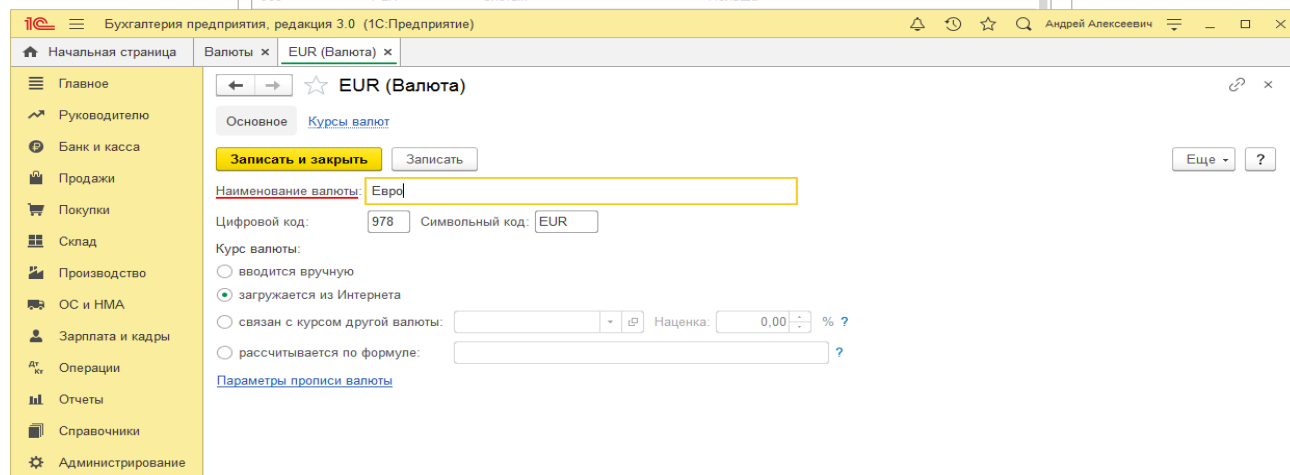 1С Бухгалтерия предприятия, редакция 3.0 (1С:Предприятие) Андрей Алексеевич
Начальная страница Валюты × EUR (Валюта) ×
Главное
Руководителю
Банк и касса
Продажи
Покупки
Склад
Производство
ОС и НМА
Зарплата и кадры
Дт Кт Операции
Отчеты
Справочники
Администрирование
EUR (Валюта)
Основное Курсы валют
Записать и закрыть Записать Еще ?
Наименование валюты: Евро
Цифровой код: 978 Символьный код: EUR
Курс валюты:
вводится вручную
загружается из Интернета
связан с курсом другой валюты: Наценка: 0,00 % ?
рассчитывается по формуле: ?
Параметры прописи валюты